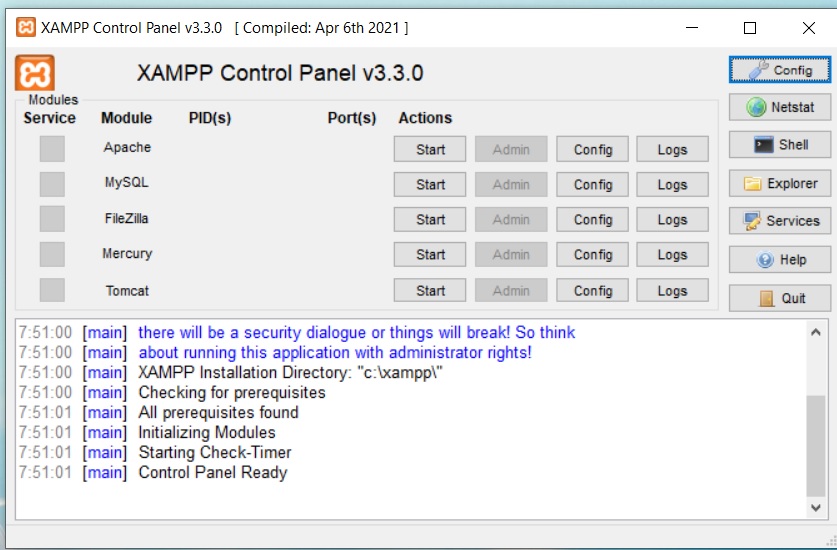 XAMPP Control Panel v3.3.0 [ Compiled: Apr 6th 2021 ]
XAMPP Control Panel v3.3.0
Config
Modules
Service Module PID(s) Port(s) Actions
Netstat
Apache Start Admin Config Logs
Shell
MySQL Start Admin Config Logs
Explorer
FileZilla Start Admin Config Logs
Services
Mercury Start Admin Config Logs
Help
Tomcat Start Admin Config Logs
Quit
7:51:00 [main] there will be a security dialogue or things will break! So think
7:51:00 [main] about running this application with administrator rights!
7:51:00 [main] XAMPP Installation Directory: "c:\xampp\"
7:51:00 [main] Checking for prerequisites
7:51:01 [main] All prerequisites found
7:51:01 [main] Initializing Modules
7:51:01 [main] Starting Check-Timer
7:51:01 [main] Control Panel Ready